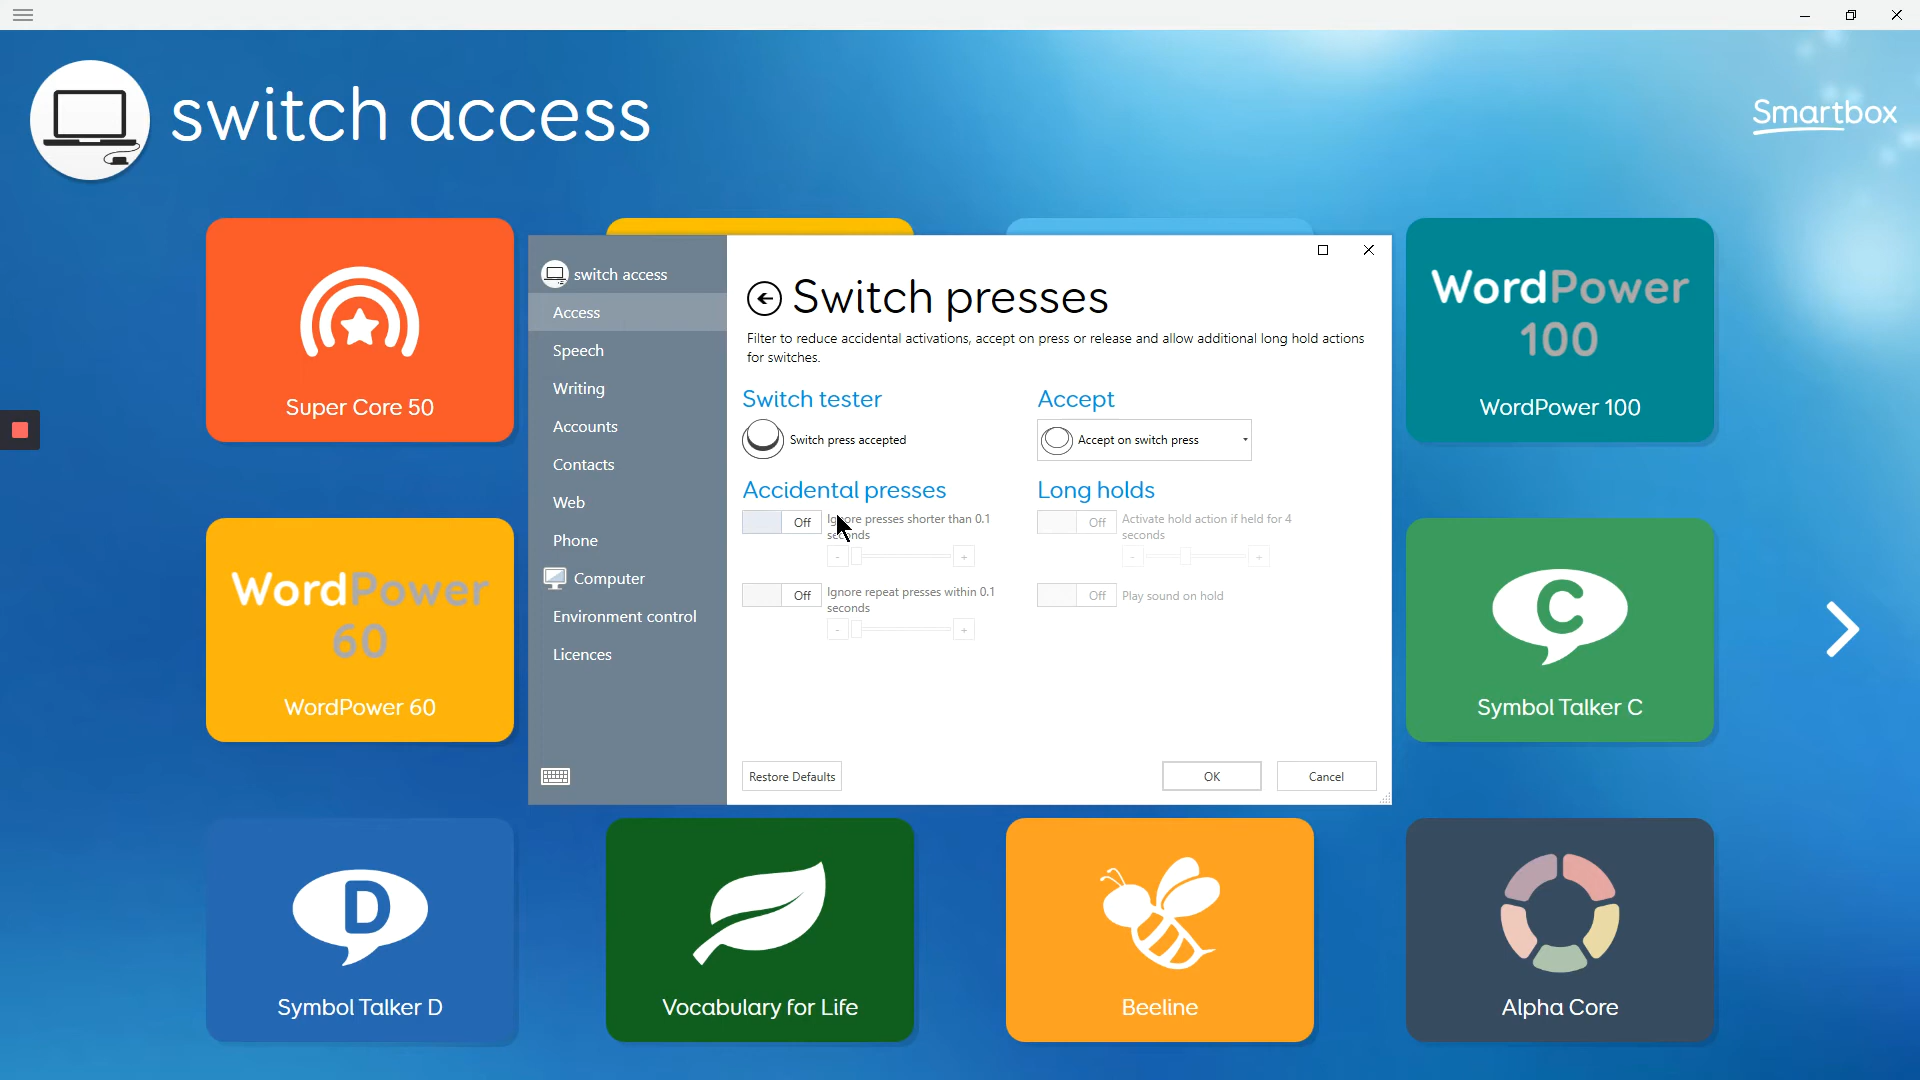 switch access
Smartbox
Super Core 50
WordPower
100
WordPower 100
WordPower
60
WordPower 60
Symbol Talker C
D
Symbol Talker D
Vocabulary for Life
Beeline
Alpha Core
C
switch access
Access
Speech
Writing
Accounts
Contacts
Web
Phone
Computer
Environment control
Licences
Switch presses
Filter to reduce accidental activations, accept on press or release and allow additional long hold actions
for switches.
Switch tester
Switch press accepted
Accept
Accept on switch press
Accidental presses
Off
Ignore presses shorter than 0.1
seconds
- +
Off
Ignore repeat presses within 0.1
seconds
- +
Long holds
Off
Activate hold action if held for 4
seconds
- +
Off
Play sound on hold
Restore Defaults
OK
Cancel